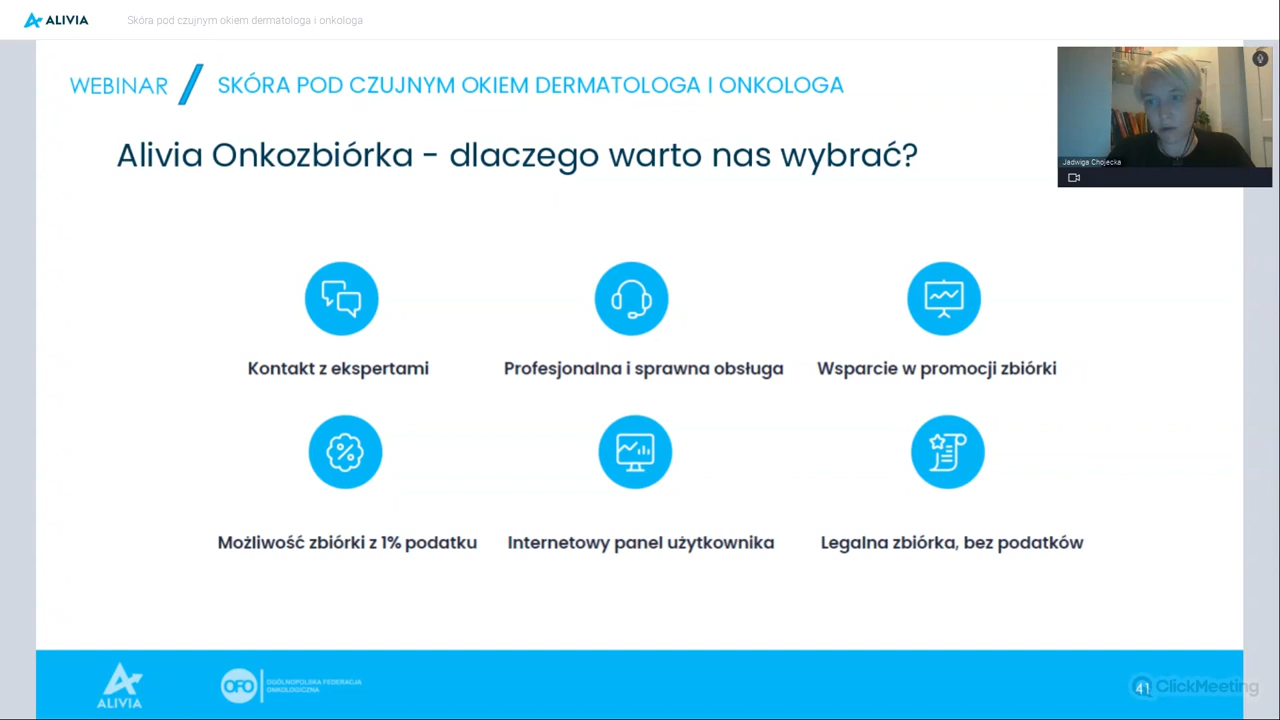 ALIVIA
Skóra pod czujnym okiem dermatologa i onkologa
WEBINAR
SKÓRA POD CZUJNYM OKIEM DERMATOLOGA I ONKOLOGA
Alivia Onkozbiórka - dlaczego warto nas wybrać?
Jadwiga Chojecka
Kontakt z ekspertami
Profesjonalna i sprawna obsługa
Wsparcie w promocji zbiórki
Możliwość zbiórki z 1% podatku
Internetowy panel użytkownika
Legalna zbiórka, bez podatków
ALIVIA
OFO
OGÓLNOPOLSKA FEDERACJA
ONKOLOGICZNA
41
ClickMeeting